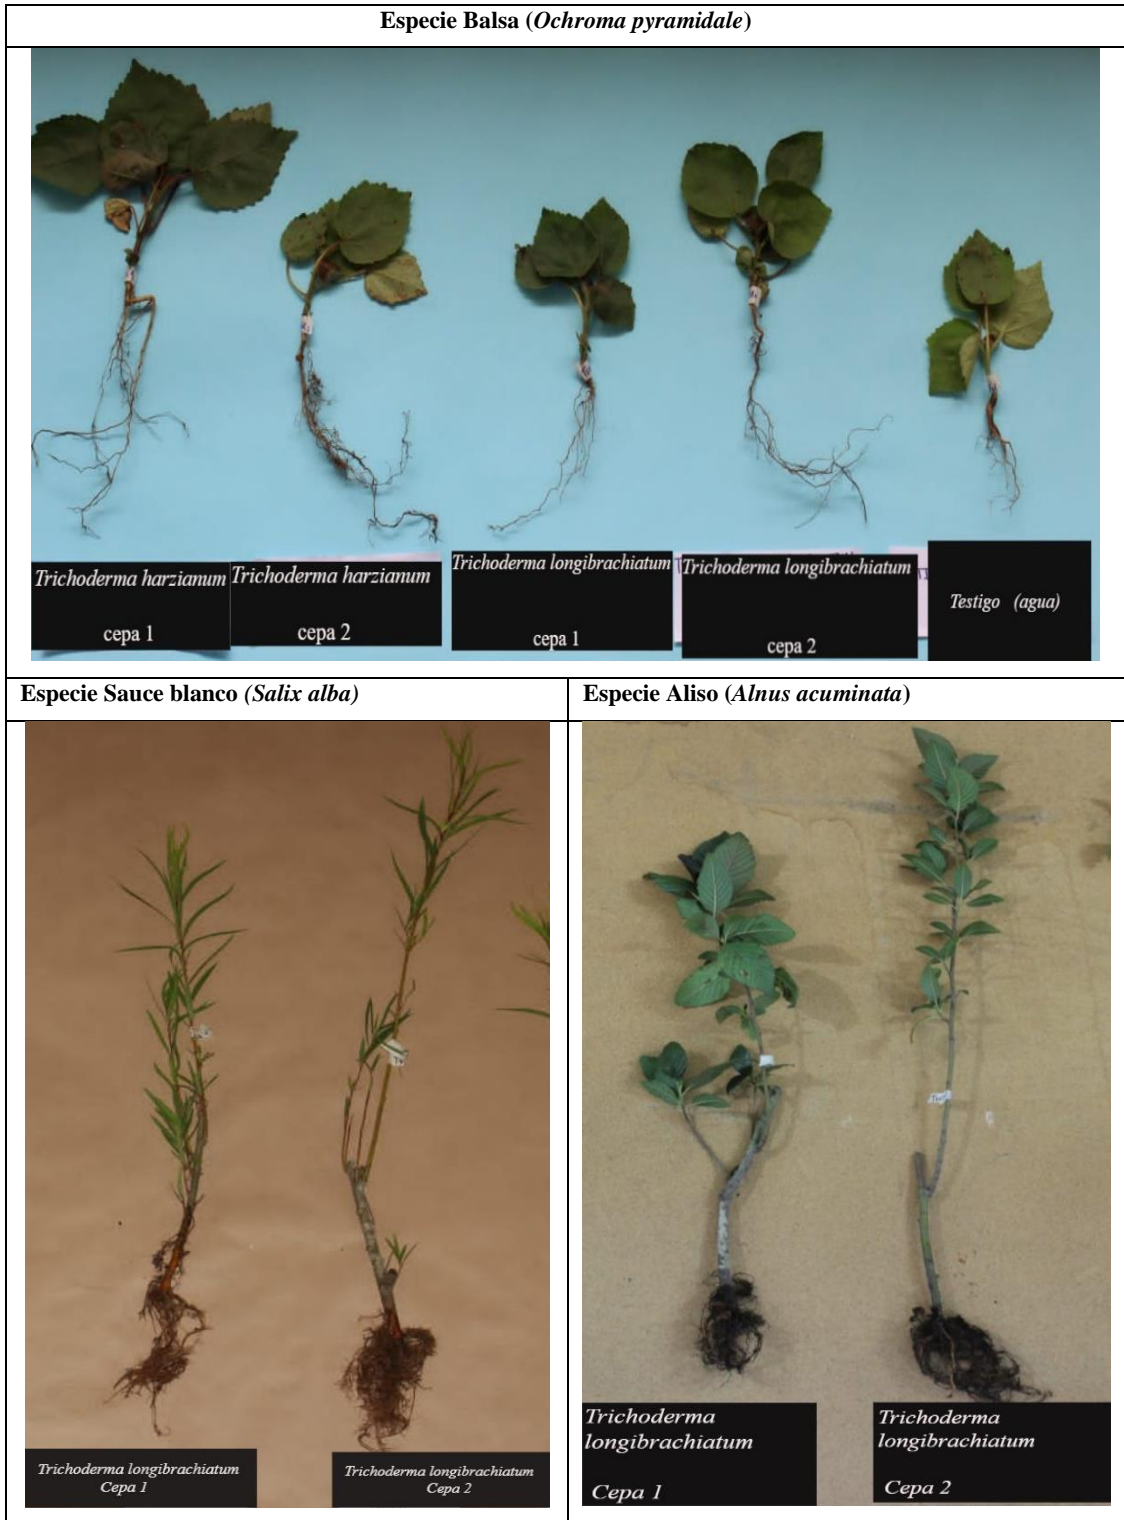 Especie Balsa (Ochroma pyramidale)
Trichoderma harzianum
cepa 1
Trichoderma harzianum
cepa 2
Trichoderma longibrachiatum
cepa 1
Trichoderma longibrachiatum
cepa 2
Testigo (agua)
Especie Sauce blanco (Salix alba)
Especie Aliso (Alnus acuminata)
Trichoderma longibrachiatum
Cepa 1
Trichoderma longibrachiatum
Cepa 2
Trichoderma
longibrachiatum
Cepa 1
Trichoderma
longibrachiatum
Cepa 2